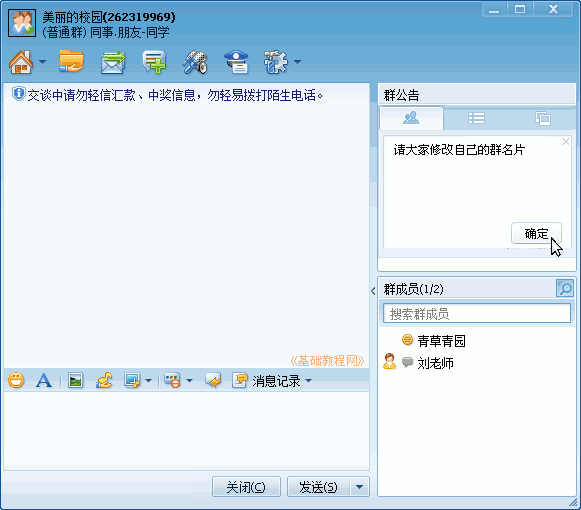 美丽的校园(262319969)
(普通群) 同事.朋友-同学
交谈中请勿轻信汇款、中奖信息，勿轻易拨打陌生电话。
群公告
请大家修改自己的群名片
确定
群成员(1/2)
搜索群成员
青草青园
刘老师
《基础教程网》
消息记录
关闭(C)
发送(S)